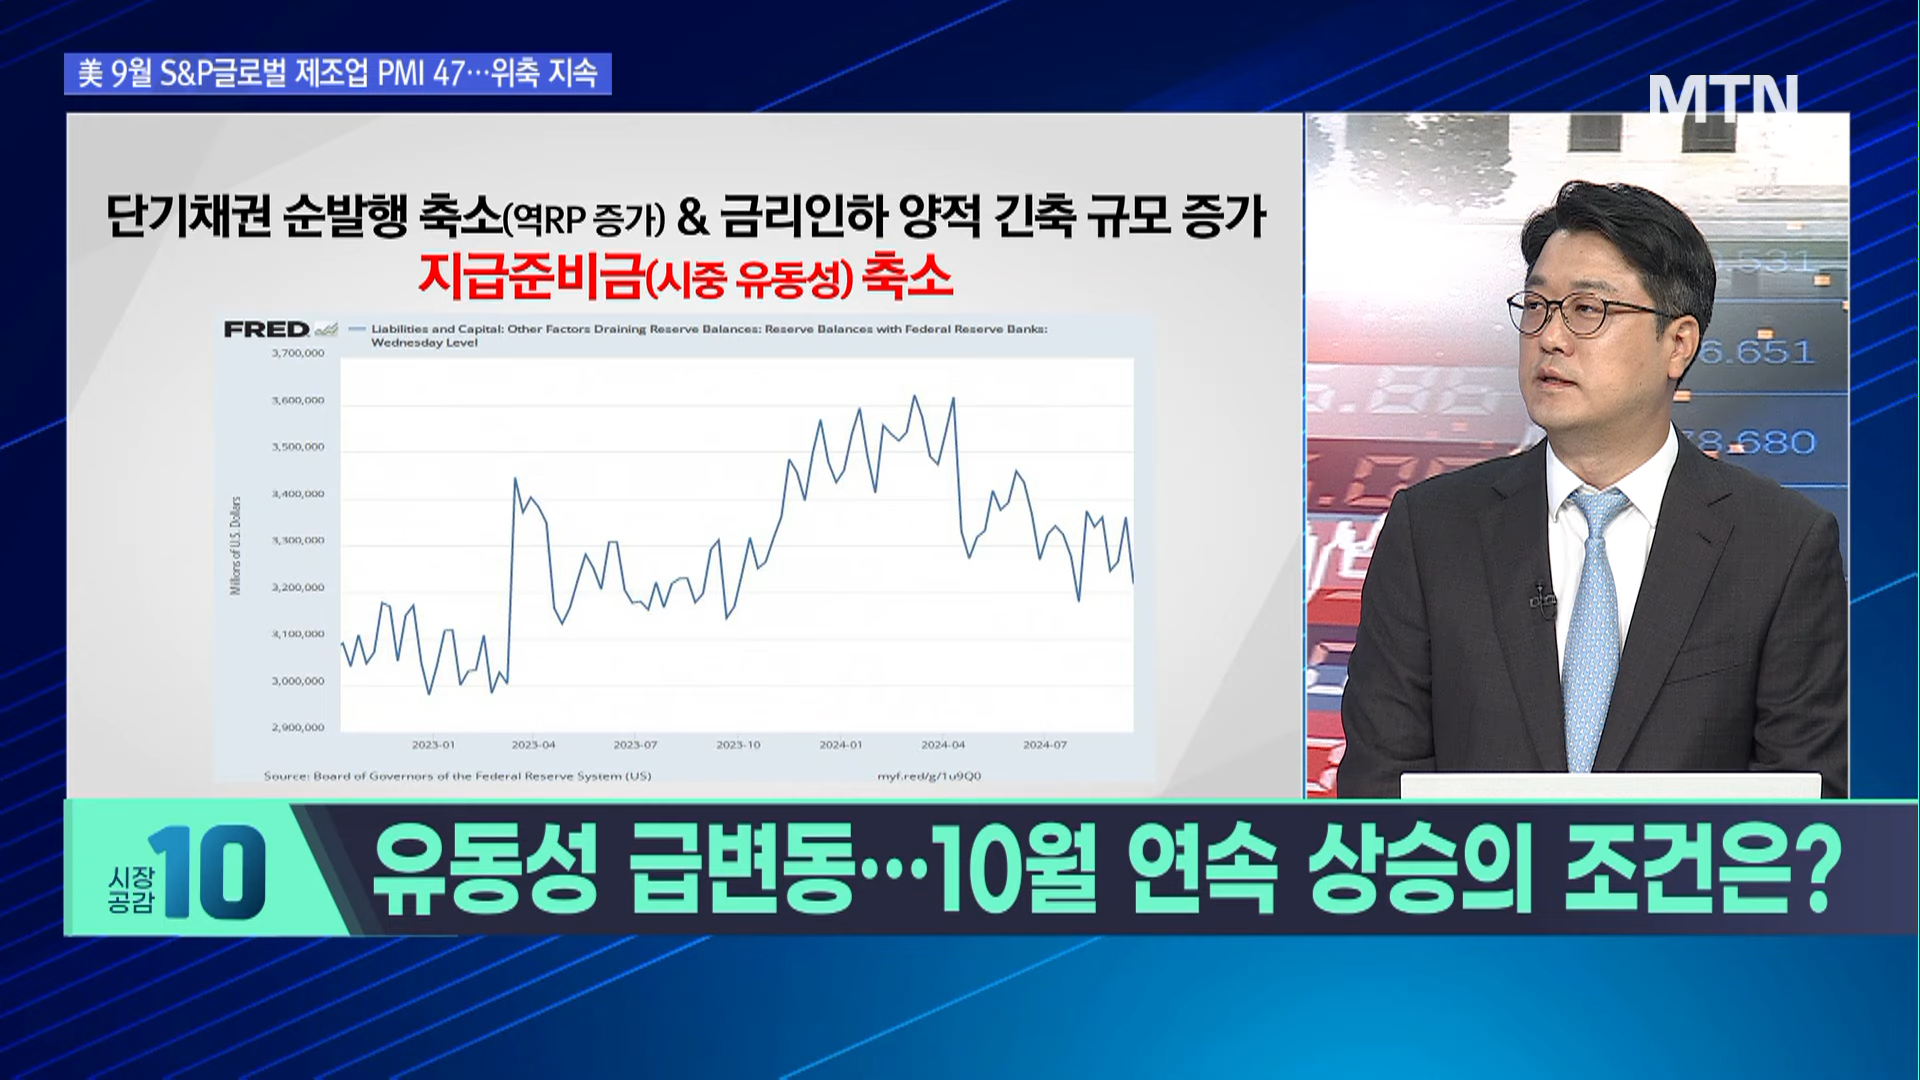 美 9월 S&P글로벌 제조업 PMI 47…위축 지속
MTN
단기채권 순발행 축소(역RP 증가) & 금리인하 양적 긴축 규모 증가
지급준비금(시중 유동성) 축소
FRED
Liabilities and Capital: Other Factors Draining Reserve Balances: Reserve Balances with Federal Reserve Banks:
Wednesday Level
Millions of U.S. Dollars
3,700,000
3,600,000
3,500,000
3,400,000
3,300,000
3,200,000
3,100,000
3,000,000
2,900,000
2023-01 2023-04 2023-07 2023-10 2024-01 2024-04 2024-07
Source: Board of Governors of the Federal Reserve System (US)
myf.red/g/1u9Q0
6.651
8.680
시장
공감
10
유동성 급변동…10월 연속 상승의 조건은?